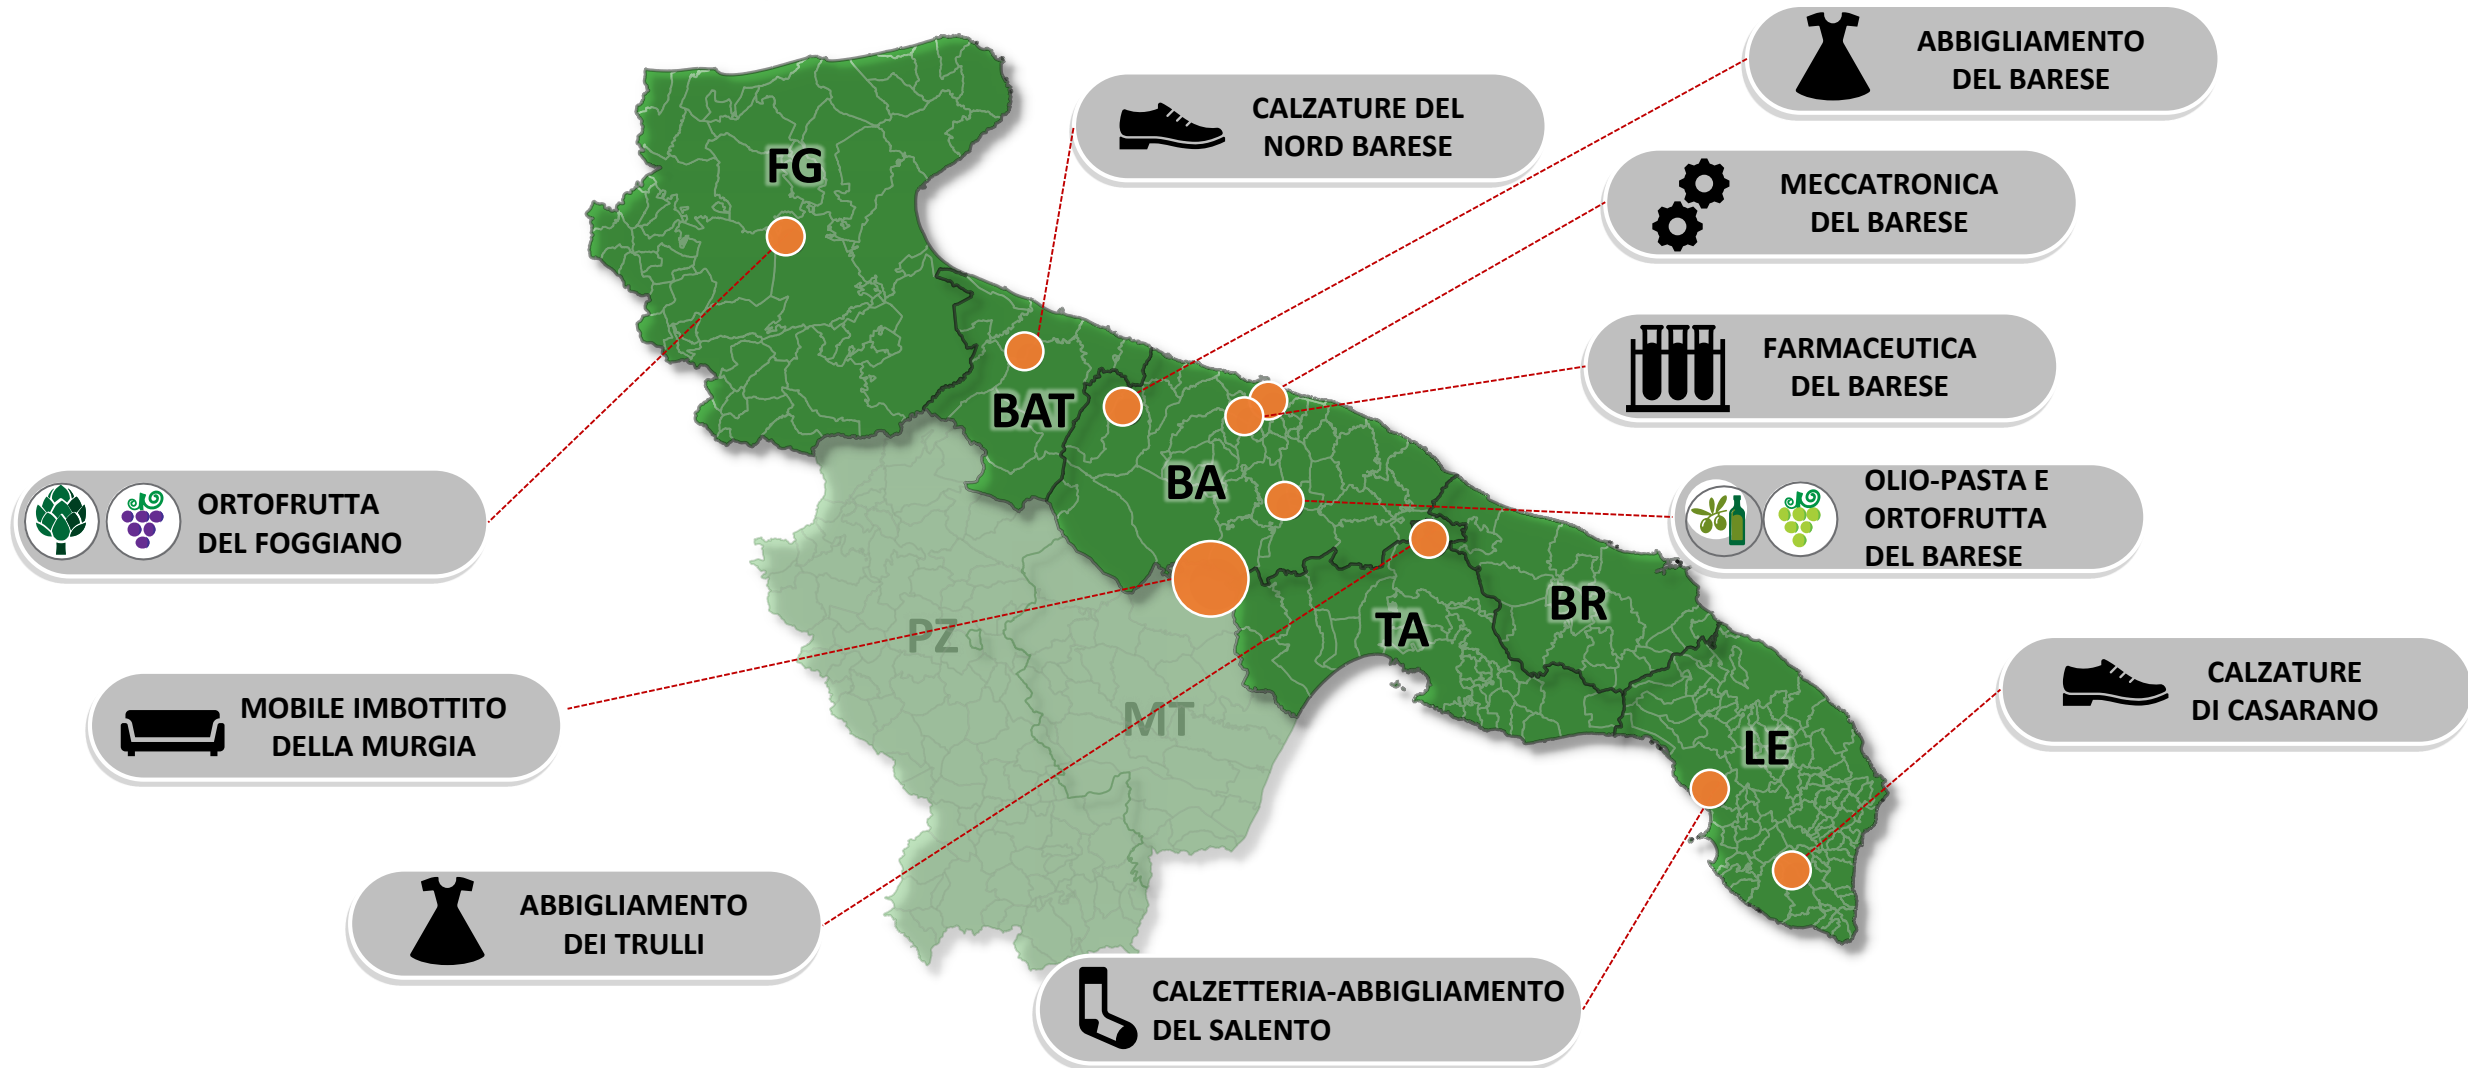 ABBIGLIAMENTO
DEL BARESE
CALZATURE DEL
NORD BARESE
FG
MECCATRONICA
DEL BARESE
FARMACEUTICA
DEL BARESE
BAT
BA
OLIO-PASTA E
ORTOFRUTTA
DEL BARESE
ORTOFRUTTA
DEL FOGGIANO
BR
TA
PZ
CALZATURE
DI CASARANO
MOBILE IMBOTTITO
DELLA MURGIA
MT
LE
ABBIGLIAMENTO
DEI TRULLI
CALZETTERIA-ABBIGLIAMENTO
DEL SALENTO